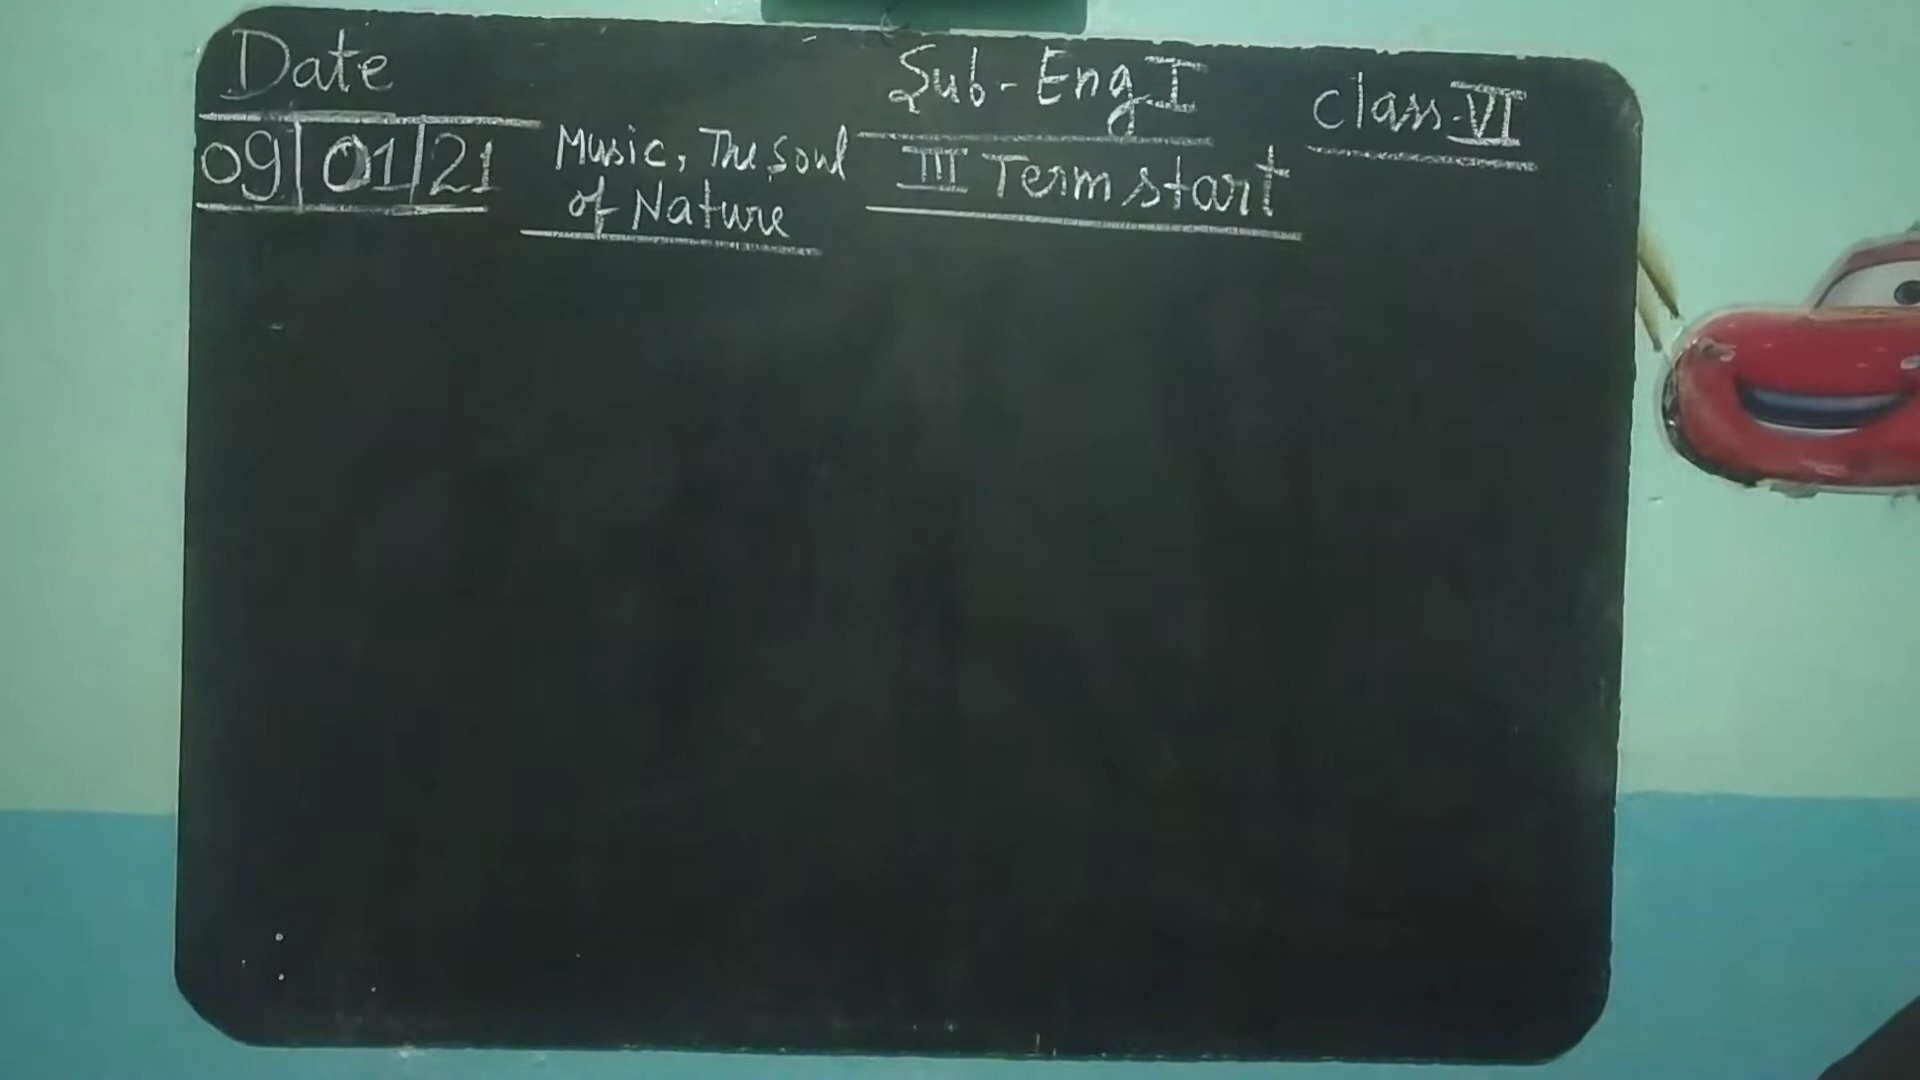 Date
09|01|21
Music, The Soul
of Nature
Sub-Eng I
III Term start
Class-VI